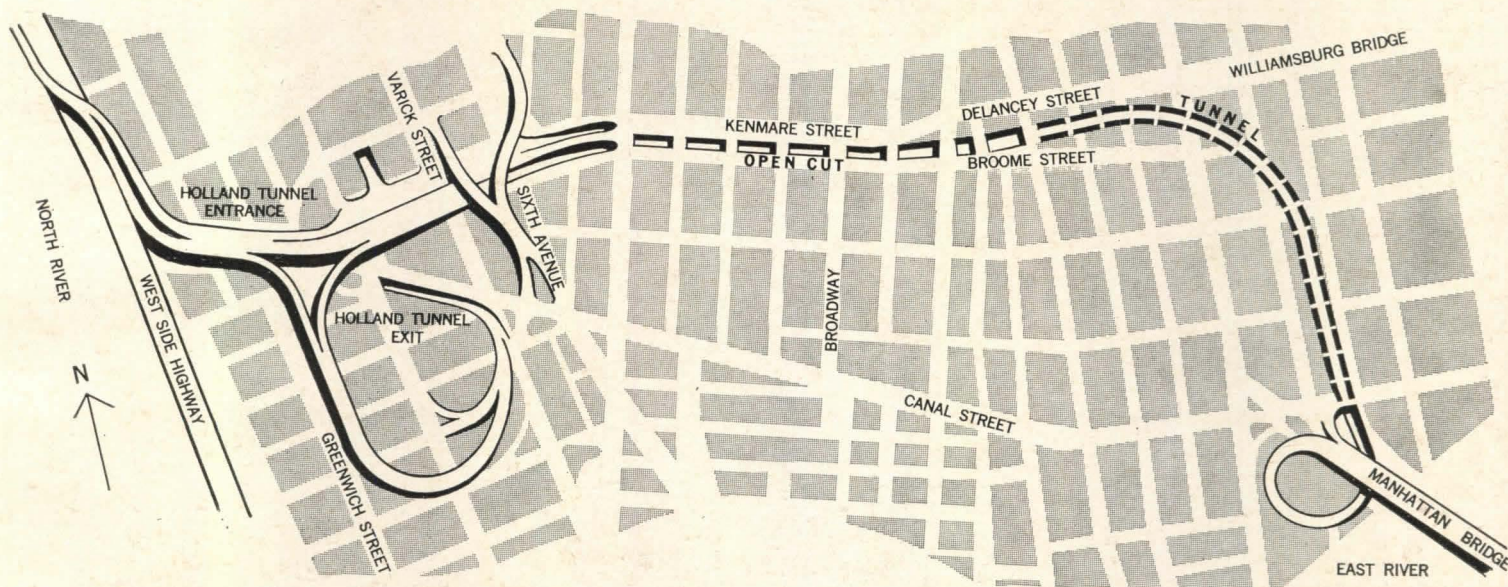 WILLIAMSBURG BRIDGE
DELANCEY STREET
TUNNEL
VARICK STREET
KENMARE STREET
OPEN CUT
BROOME STREET
HOLLAND TUNNEL
ENTRANCE
SIXTH AVENUE
NORTH RIVER
WEST SIDE HIGHWAY
HOLLAND TUNNEL
EXIT
BROADWAY
N
CANAL STREET
GREENWICH STREET
MANHATTAN BRIDGE
EAST RIVER